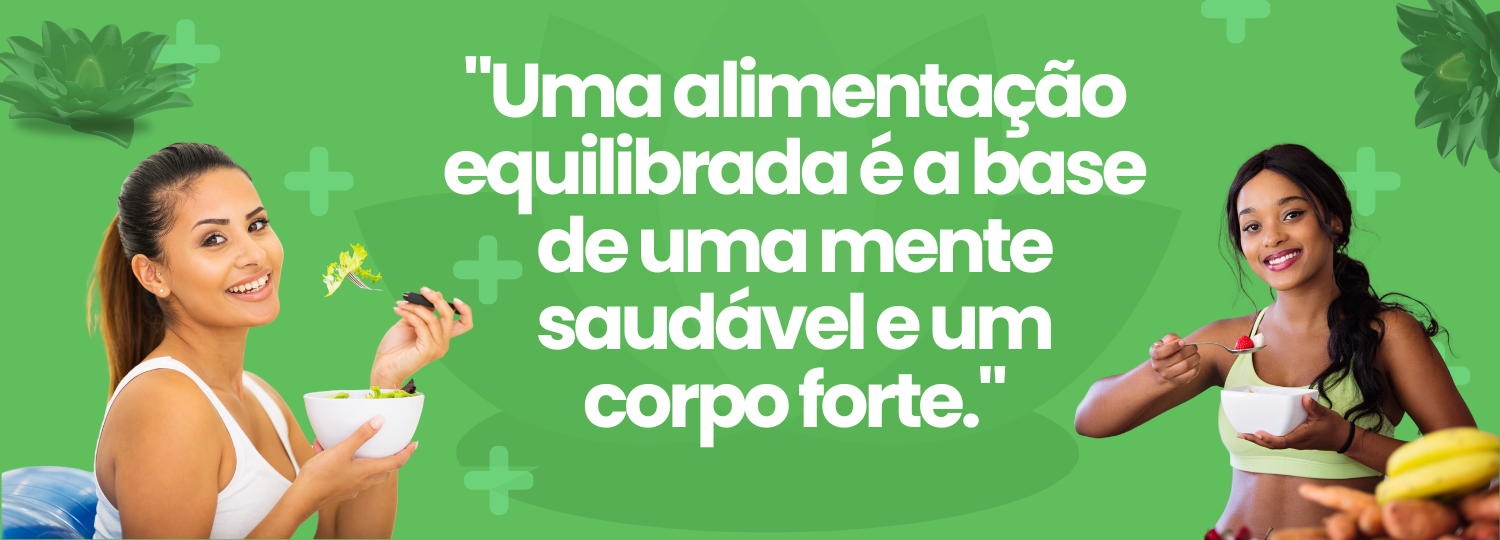 "Uma alimentação
equilibrada é a base
de uma mente
saudável e um
corpo forte."